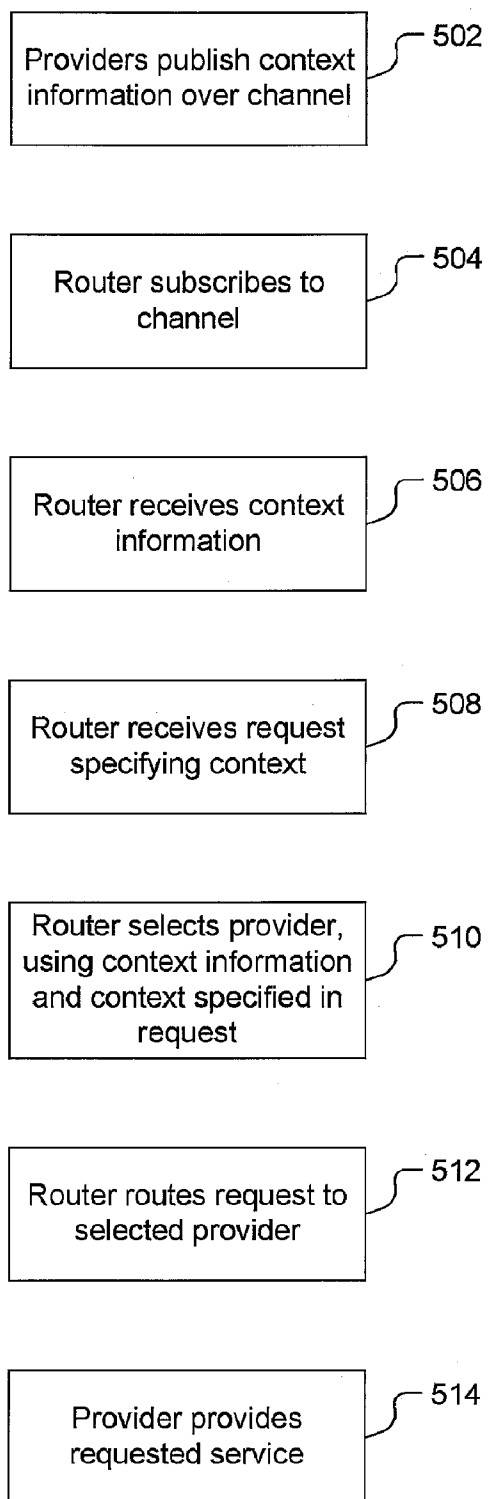 Providers publish context
information over channel
502
Router subscribes to
channel
504
Router receives context
information
506
Router receives request
specifying context
508
Router selects provider,
using context information
and context specified in
request
510
Router routes request to
selected provider
512
Provider provides
requested service
514